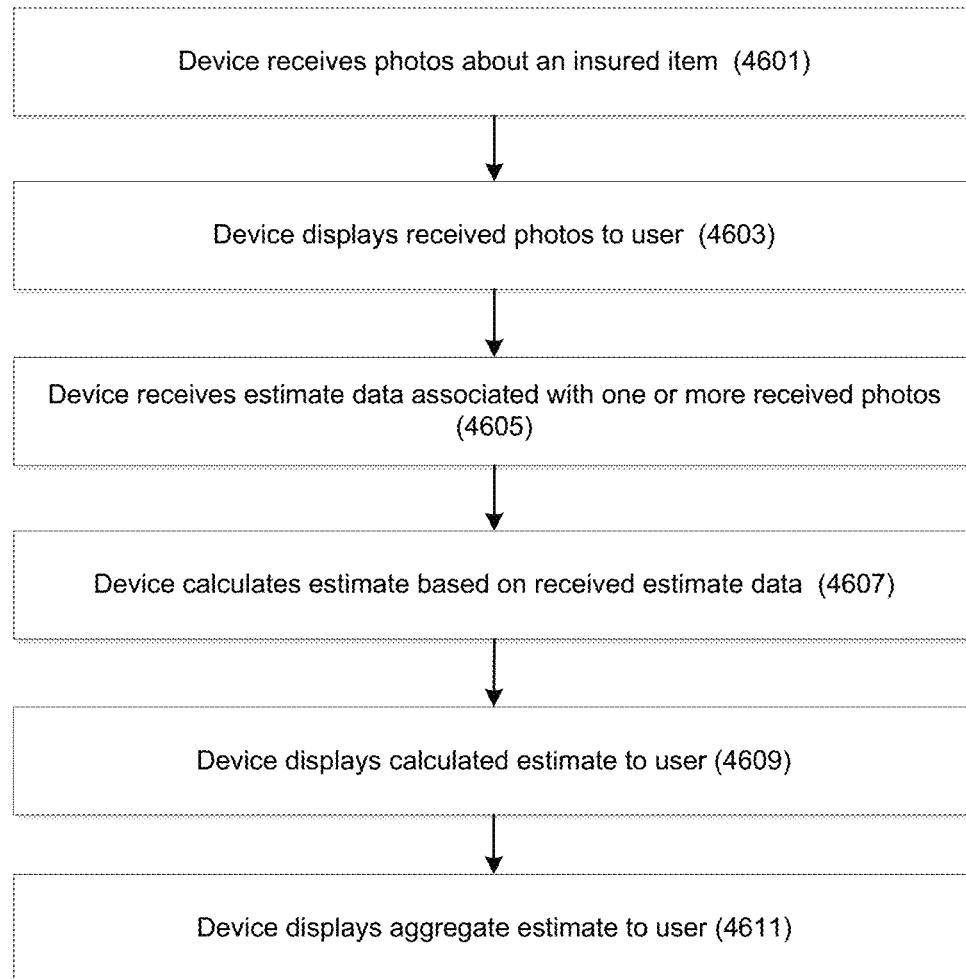 Device receives photos about an insured item (4601)
Device displays received photos to user (4603)
Device receives estimate data associated with one or more received photos
(4605)
Device calculates estimate based on received estimate data (4607)
Device displays calculated estimate to user (4609)
Device displays aggregate estimate to user (4611)